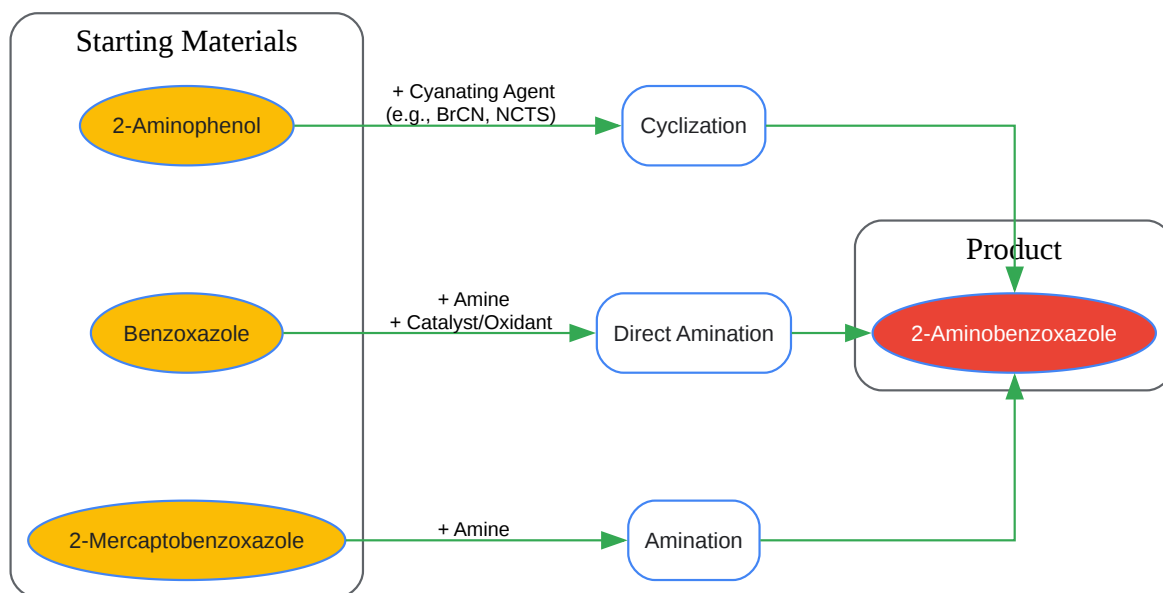 Starting Materials
2-Aminophenol
+ Cyanating Agent
(e.g., BrCN, NCTS)
Cyclization
Benzoxazole
+ Amine
+ Catalyst/Oxidant
Direct Amination
Product
2-Aminobenzoxazole
2-Mercaptobenzoxazole
+ Amine
Amination